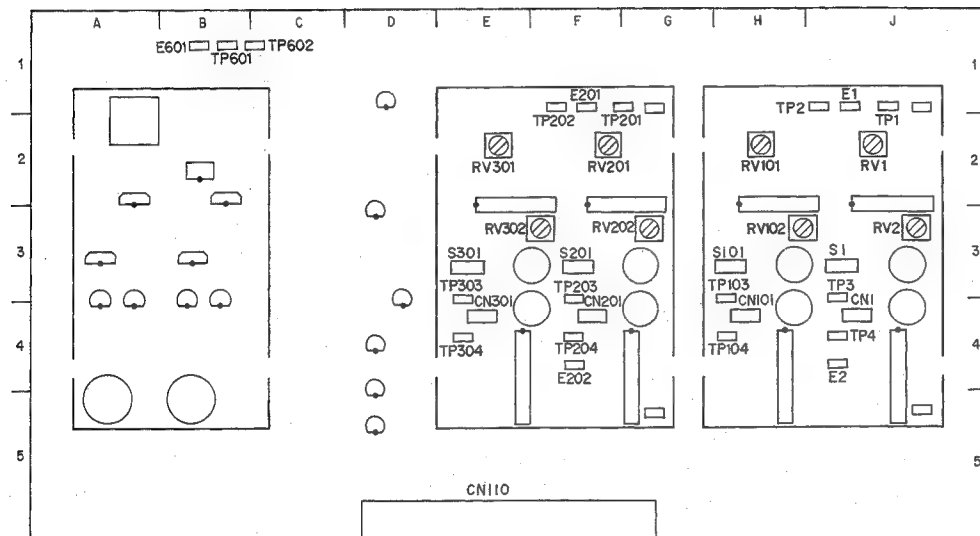 A B C D E F G H J
E601 TP601 TP602
1 1
E201 E1
TP202 TP201 TP2 TP1
2 2
RV301 RV201 RV101 RV1
RV302 RV202 RV102 RV2
S301 S201 S101 S1
3 3
TP303 TP203 TP103 TP3
CN301 CN201 CN101 CN1
4 4
TP304 TP204 TP104 TP4
E202 E2
5 5
CN110